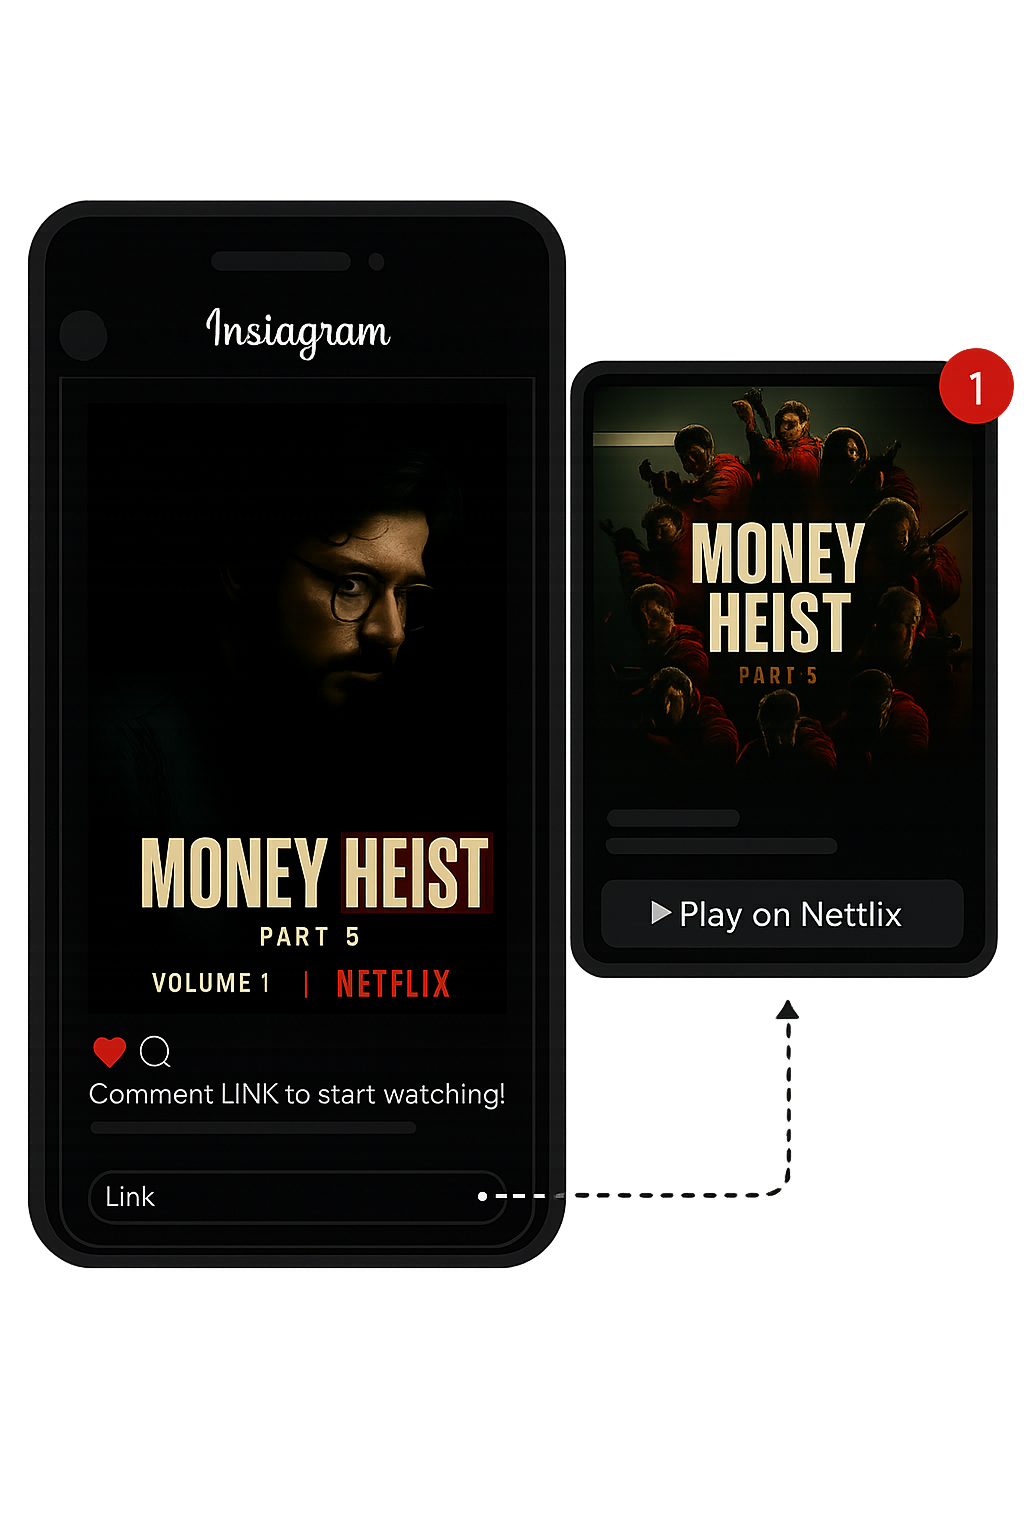 Insiagram
MONEY HEIST
PART 5
VOLUME 1 | NETFLIX
Comment LINK to start watching!
Link
1
MONEY
HEIST
PART 5
Play on Nettlix